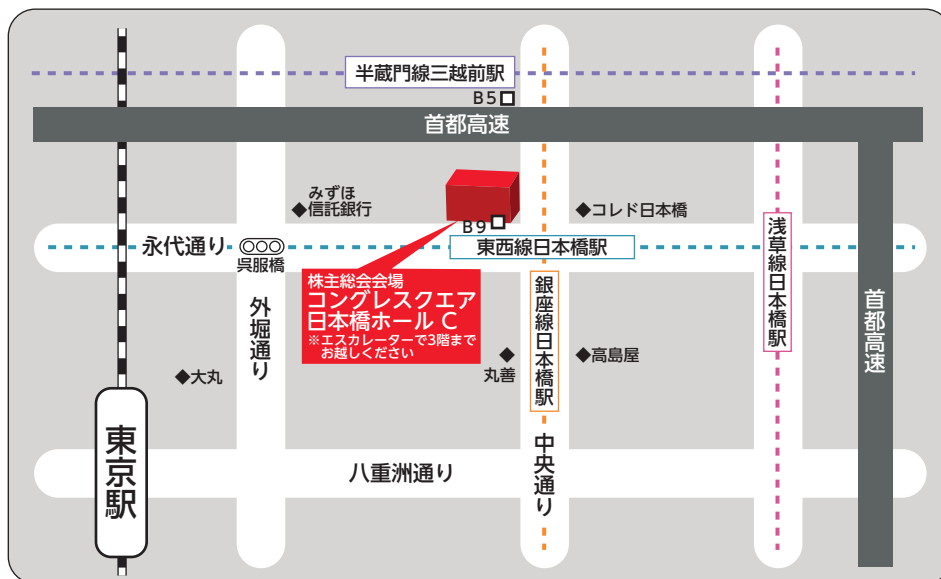 半蔵門線三越前駅
B5
首都高速
みずほ
◆信託銀行
◆コレド日本橋
B9
永代通り
呉服橋
東西線日本橋駅
浅草線日本橋駅
株主総会会場
コングレスクエア
日本橋ホール C
※エスカレーターで3階まで
お越しください
銀座線日本橋駅
外堀通り
首都高速
◆
丸善
◆高島屋
◆大丸
東京駅
八重洲通り
中央通り